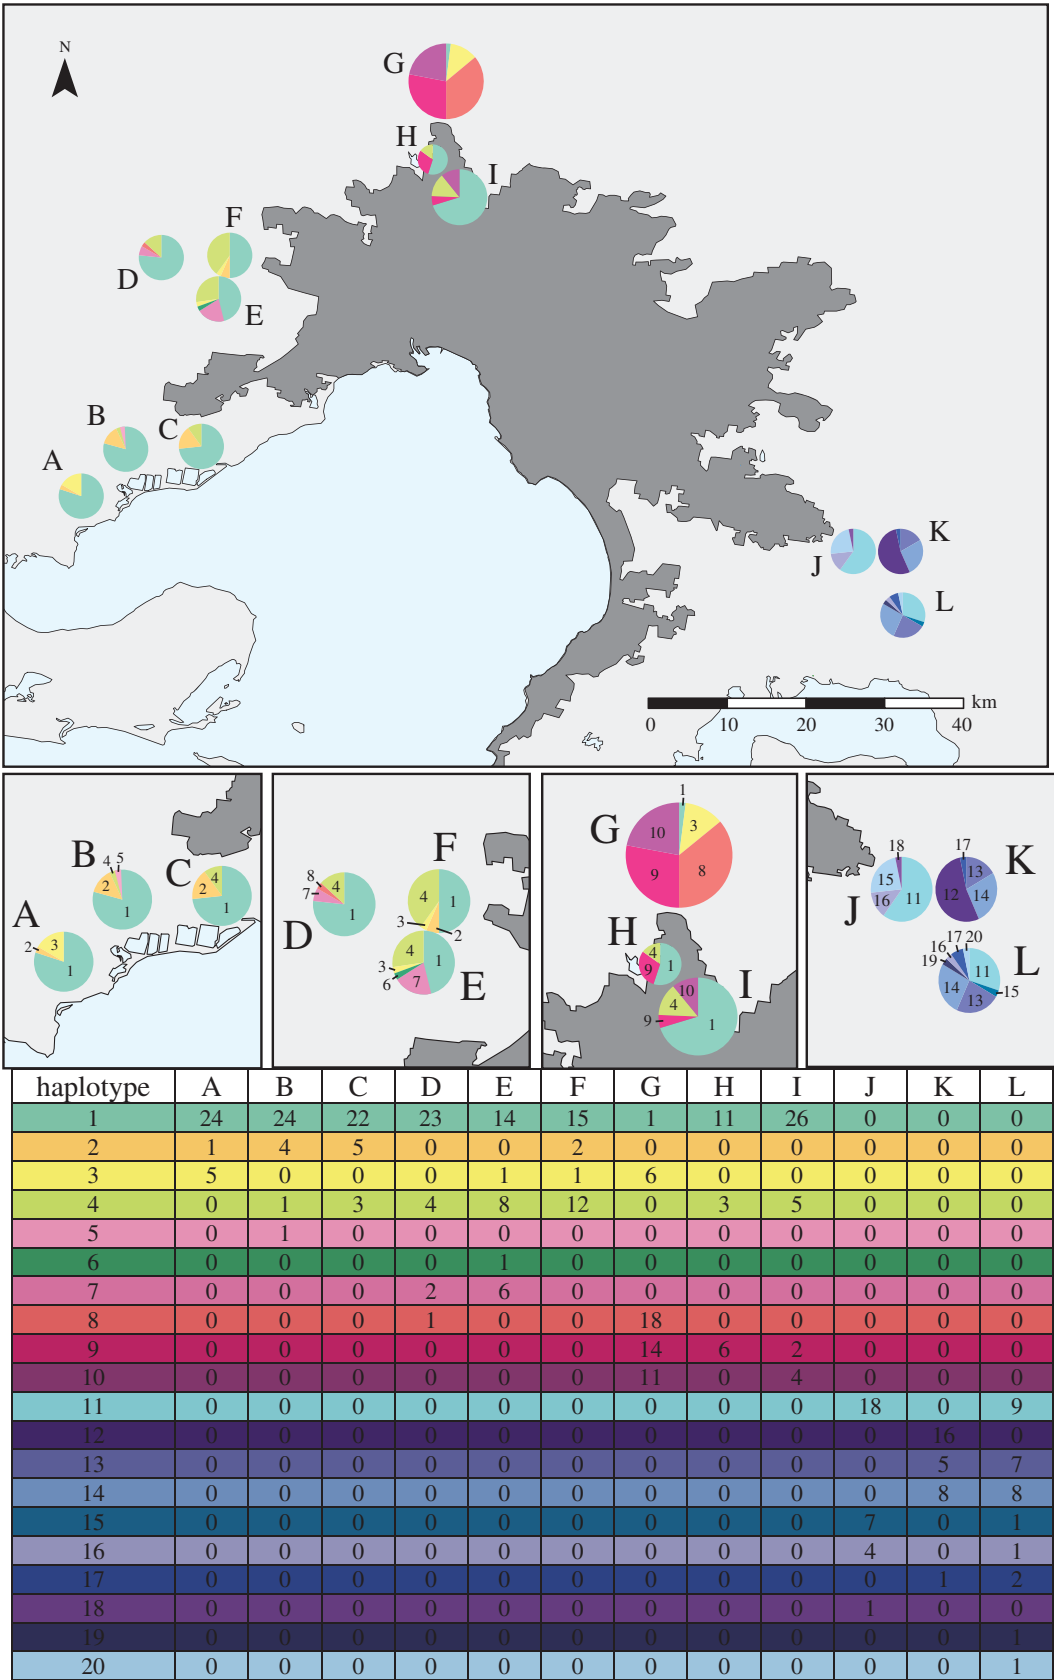 N
G
H
I
F
D
E
B
C
A
K
J
L
km
0 10 20 30 40
B 4 5
2
1
C 2 4
1
A
2 3
1
F
4 1
3 2
8 4
7 1
D
4 1
3
6 7
E
1
G 10 3
9 8
H 4
9 1
I
10
4
9 1
18
15
16 11
J
17
13
12 14
K
16 17 20
19 11
14 13 15
L
haplotype A B C D E F G H I J K L
1 24 24 22 23 14 15 1 11 26 0 0 0
2 1 4 5 0 0 2 0 0 0 0 0 0
3 5 0 0 0 1 1 6 0 0 0 0 0
4 0 1 3 4 8 12 0 3 5 0 0 0
5 0 1 0 0 0 0 0 0 0 0 0 0
6 0 0 0 0 1 0 0 0 0 0 0 0
7 0 0 0 2 6 0 0 0 0 0 0 0
8 0 0 0 1 0 0 18 0 0 0 0 0
9 0 0 0 0 0 0 14 6 2 0 0 0
10 0 0 0 0 0 0 11 0 4 0 0 0
11 0 0 0 0 0 0 0 0 0 18 0 9
12 0 0 0 0 0 0 0 0 0 0 16 0
13 0 0 0 0 0 0 0 0 0 0 5 7
14 0 0 0 0 0 0 0 0 0 0 8 8
15 0 0 0 0 0 0 0 0 0 7 0 1
16 0 0 0 0 0 0 0 0 0 4 0 1
17 0 0 0 0 0 0 0 0 0 0 1 2
18 0 0 0 0 0 0 0 0 0 1 0 0
19 0 0 0 0 0 0 0 0 0 0 0 1
20 0 0 0 0 0 0 0 0 0 0 0 1